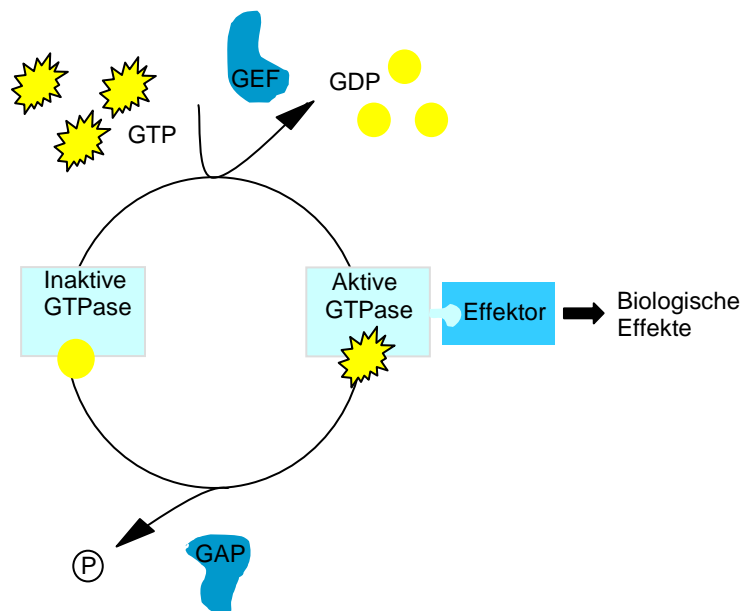 GEF
GDP
GTP
Inaktive
GTPase
Aktive
GTPase
Effektor
Biologische
Effekte
P
GAP